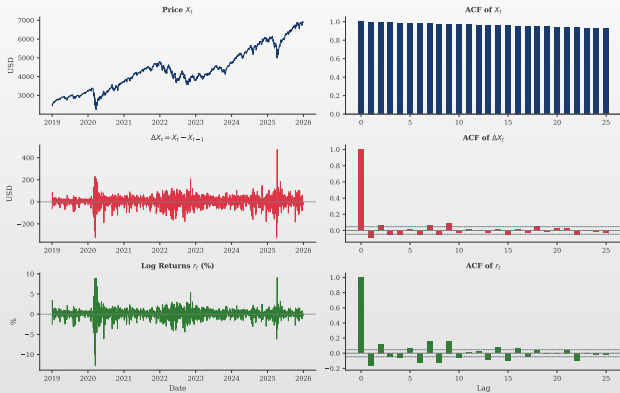 Price X_t
USD
7000
6000
5000
4000
3000
2019 2020 2021 2022 2023 2024 2025 2026
ACF of X_t
1.0
0.8
0.6
0.4
0.2
0.0
0 5 10 15 20 25
ΔX_t = X_t − X_{t−1}
USD
400
200
0
−200
2019 2020 2021 2022 2023 2024 2025 2026
ACF of ΔX_t
1.0
0.8
0.6
0.4
0.2
0.0
0 5 10 15 20 25
Log Returns r_t (%)
%
10
5
0
−5
−10
2019 2020 2021 2022 2023 2024 2025 2026
Date
ACF of r_t
1.0
0.8
0.6
0.4
0.2
0.0
−0.2
0 5 10 15 20 25
Lag